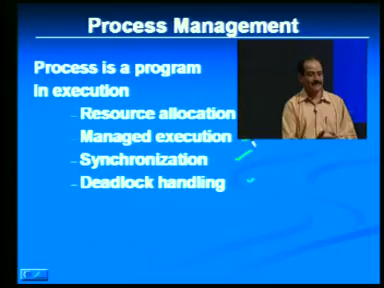 Process Management
Process is a program
In execution
– Resource allocation
Managed execution
– Synchronization
– Deadlock handling